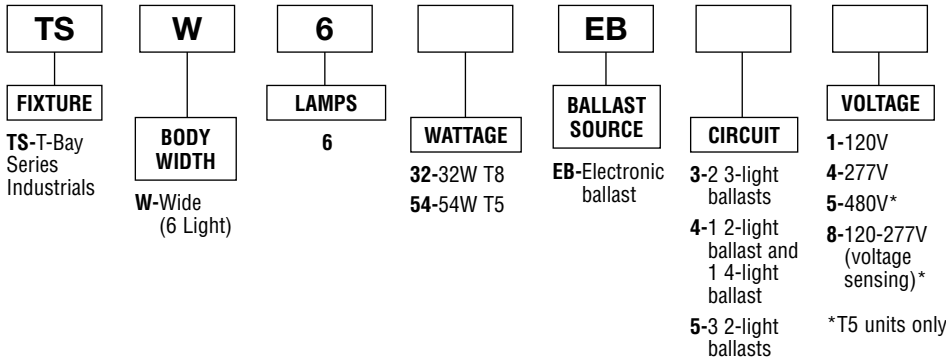 TS
W
6
EB
FIXTURE
TS-T-Bay
Series
Industrials
BODY
WIDTH
W-Wide
(6 Light)
LAMPS
6
WATTAGE
32-32W T8
54-54W T5
BALLAST
SOURCE
EB-Electronic
ballast
CIRCUIT
3-2 3-light
ballasts
4-1 2-light
ballast and
1 4-light
ballast
5-3 2-light
ballasts
VOLTAGE
1-120V
4-277V
5-480V*
8-120-277V
(voltage
sensing)*
*T5 units only